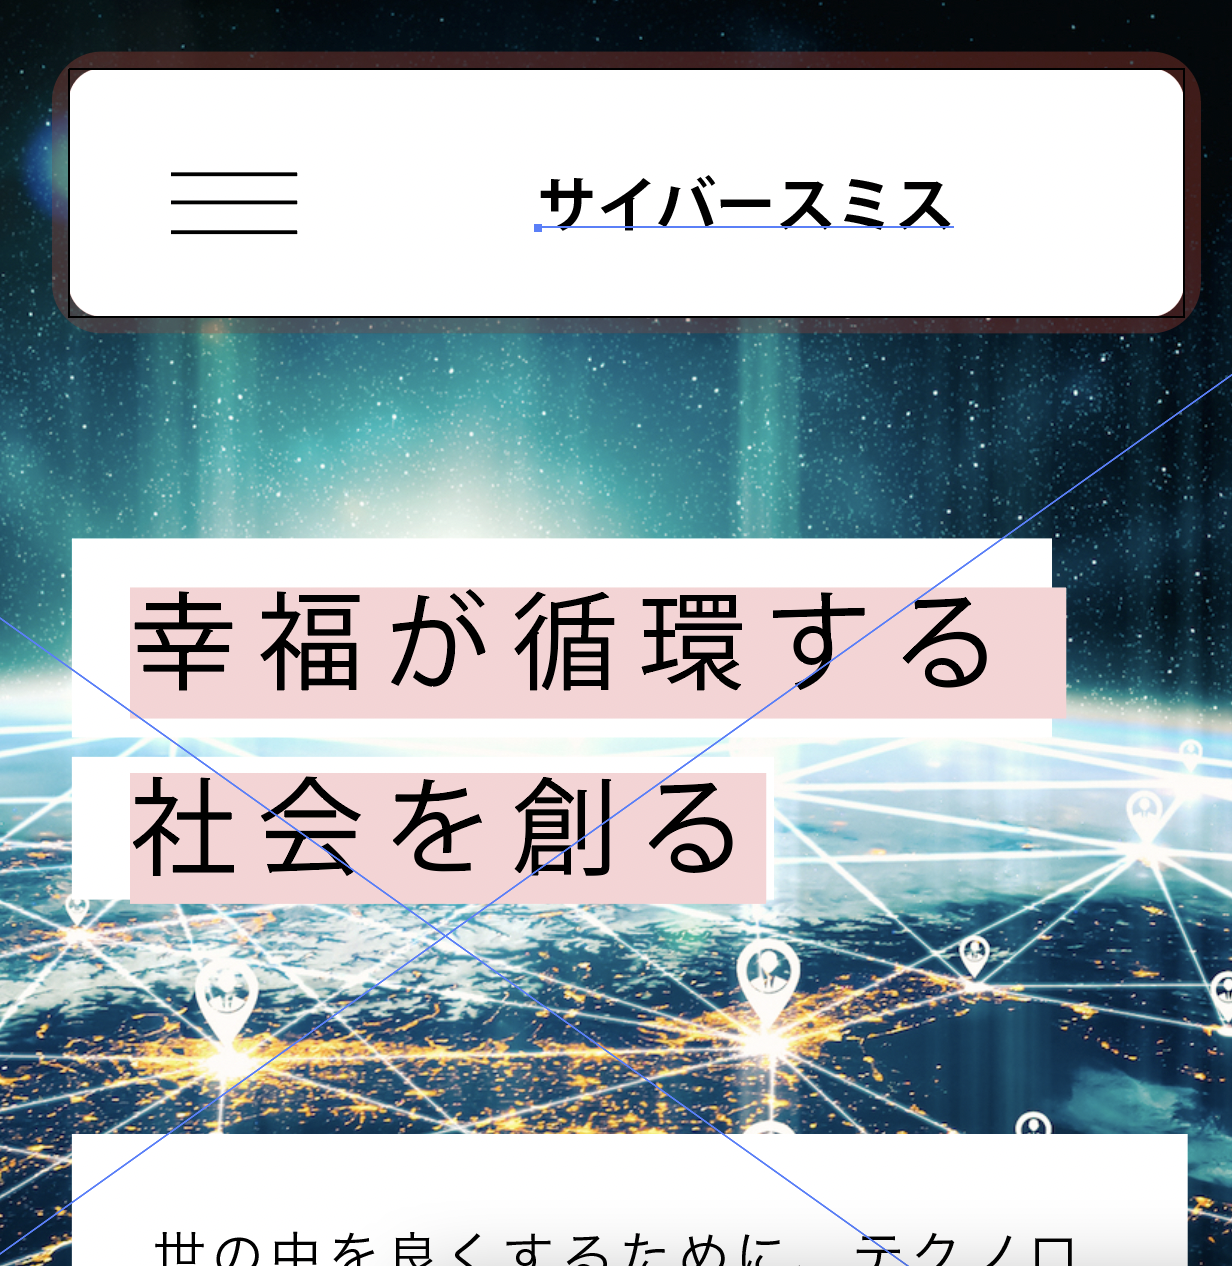 サイバースミス
幸福が循環する
社会を創る
世の中を良くするために、テクノロ